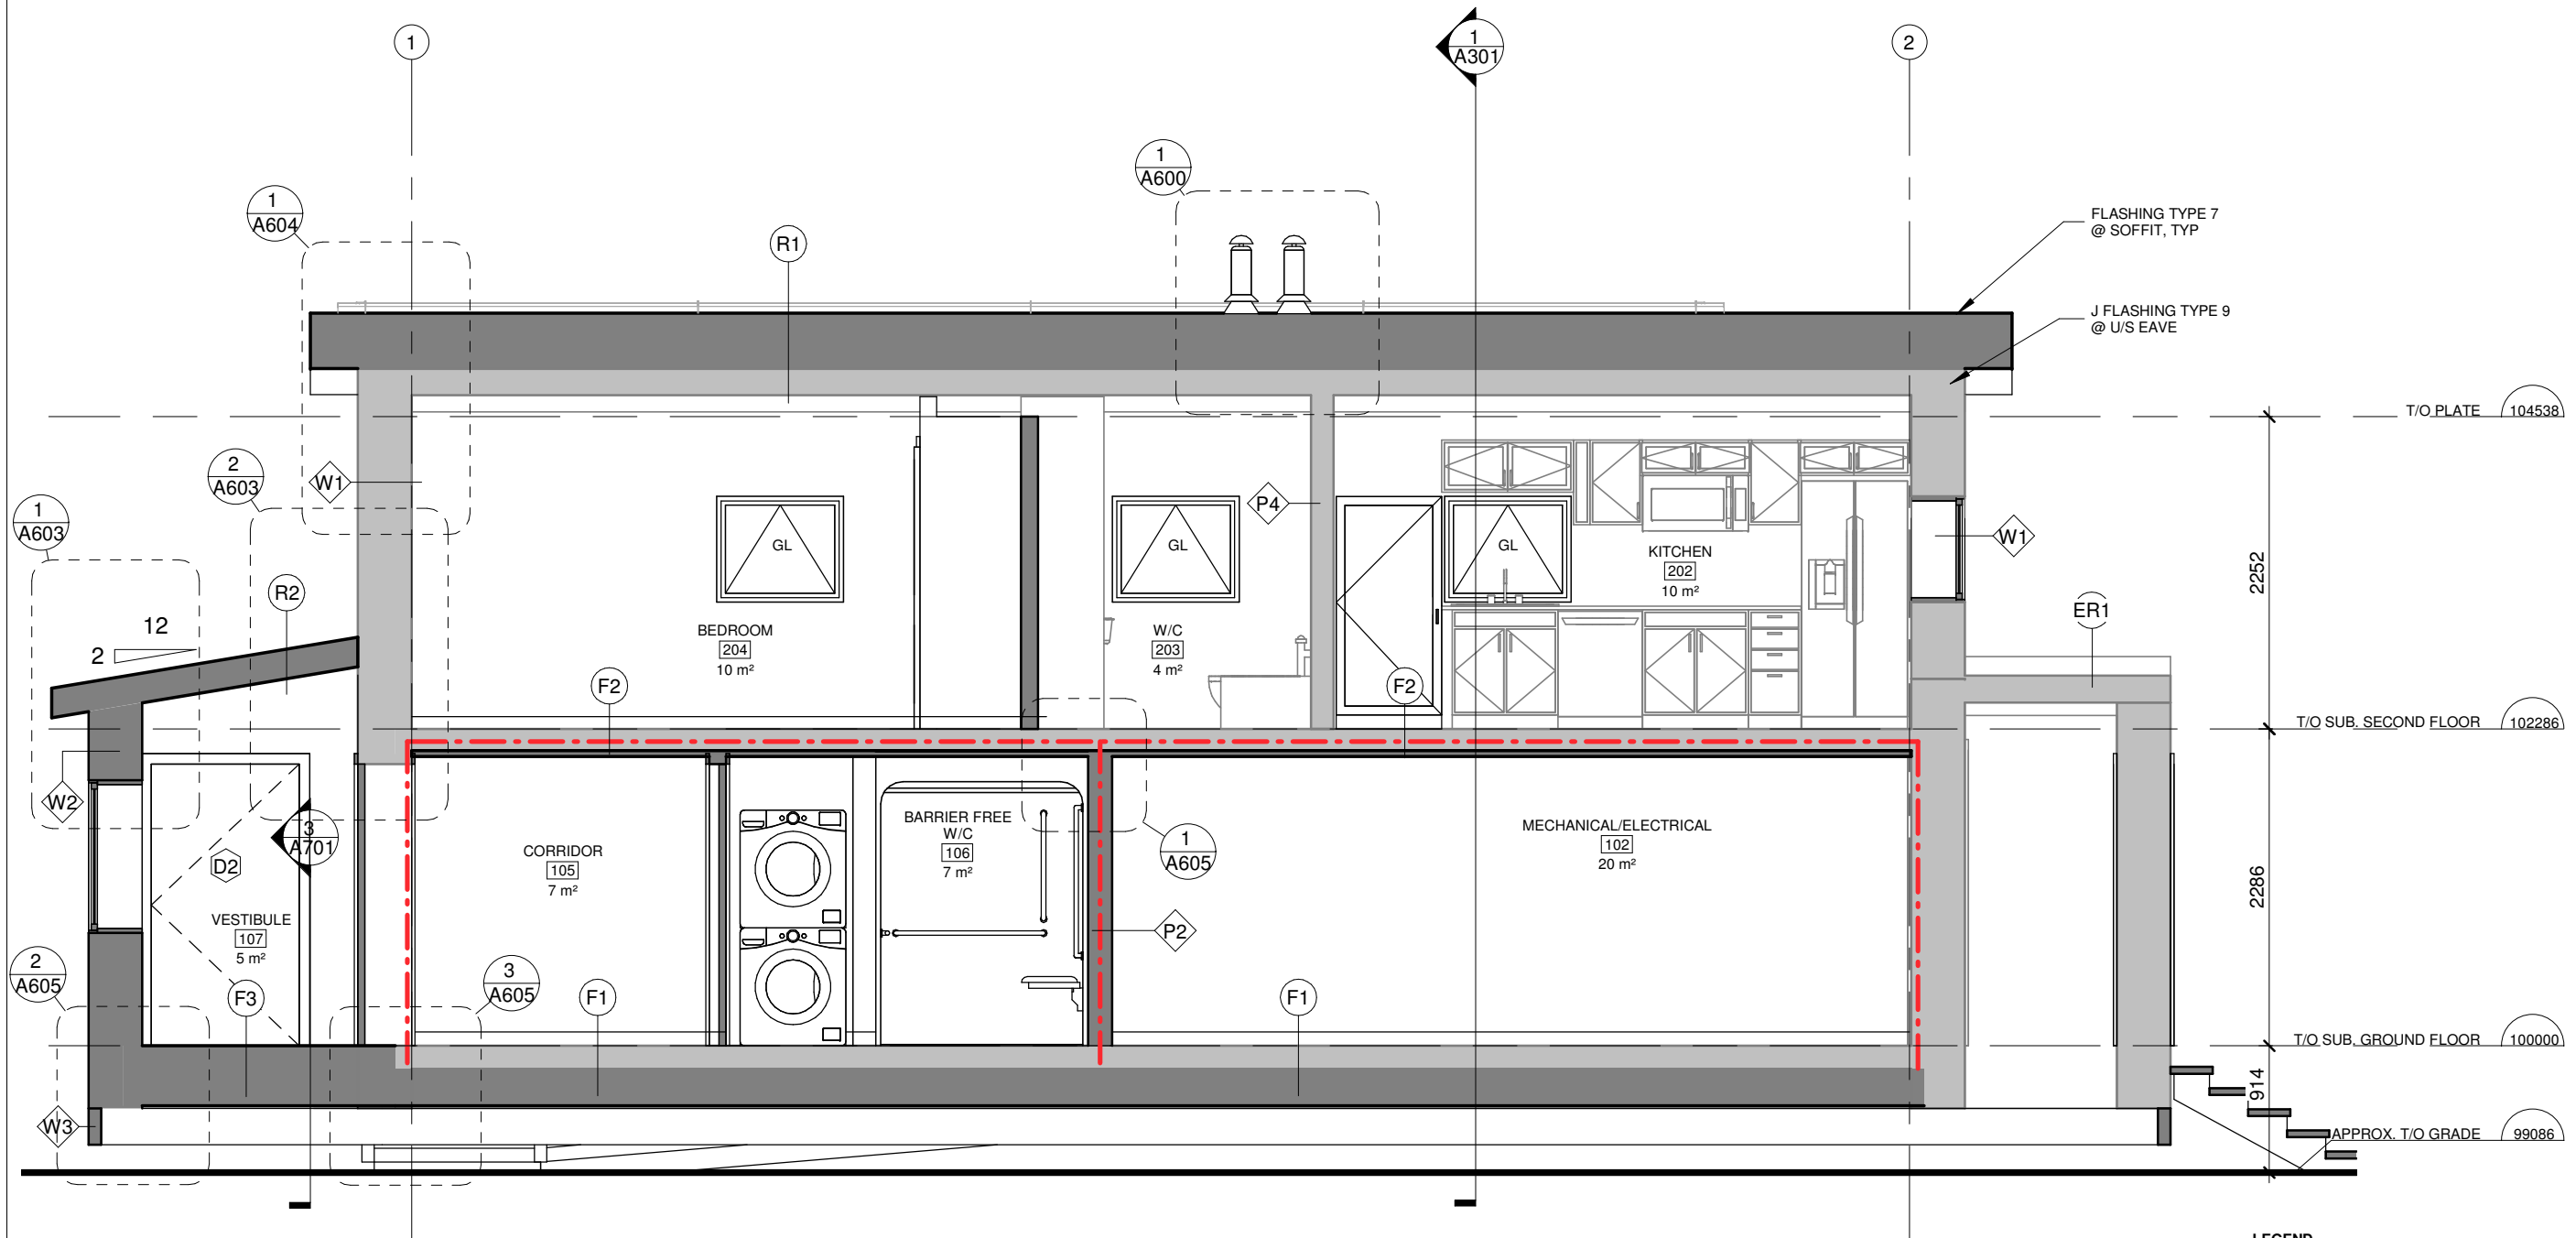 1
1
A301
2
1
A600
1
A604
R1
FLASHING TYPE 7
@ SOFFIT, TYP
J FLASHING TYPE 9
@ U/S EAVE
T/O PLATE 104538
2
A603
W1
1
A603
P4
GL
GL
GL
KITCHEN
202
10 m²
W1
2252
R2
12
2
BEDROOM
204
10 m²
W/C
203
4 m²
ER1
F2
F2
T/O SUB. SECOND FLOOR 102286
W2
3
A701
D2
CORRIDOR
105
7 m²
BARRIER FREE
W/C
106
7 m²
1
A605
MECHANICAL/ELECTRICAL
102
20 m²
2286
VESTIBULE
107
5 m²
P2
2
A605
3
A605
F3
F1
F1
T/O SUB. GROUND FLOOR 100000
914
W3
APPROX. T/O GRADE 99086
LEGEND